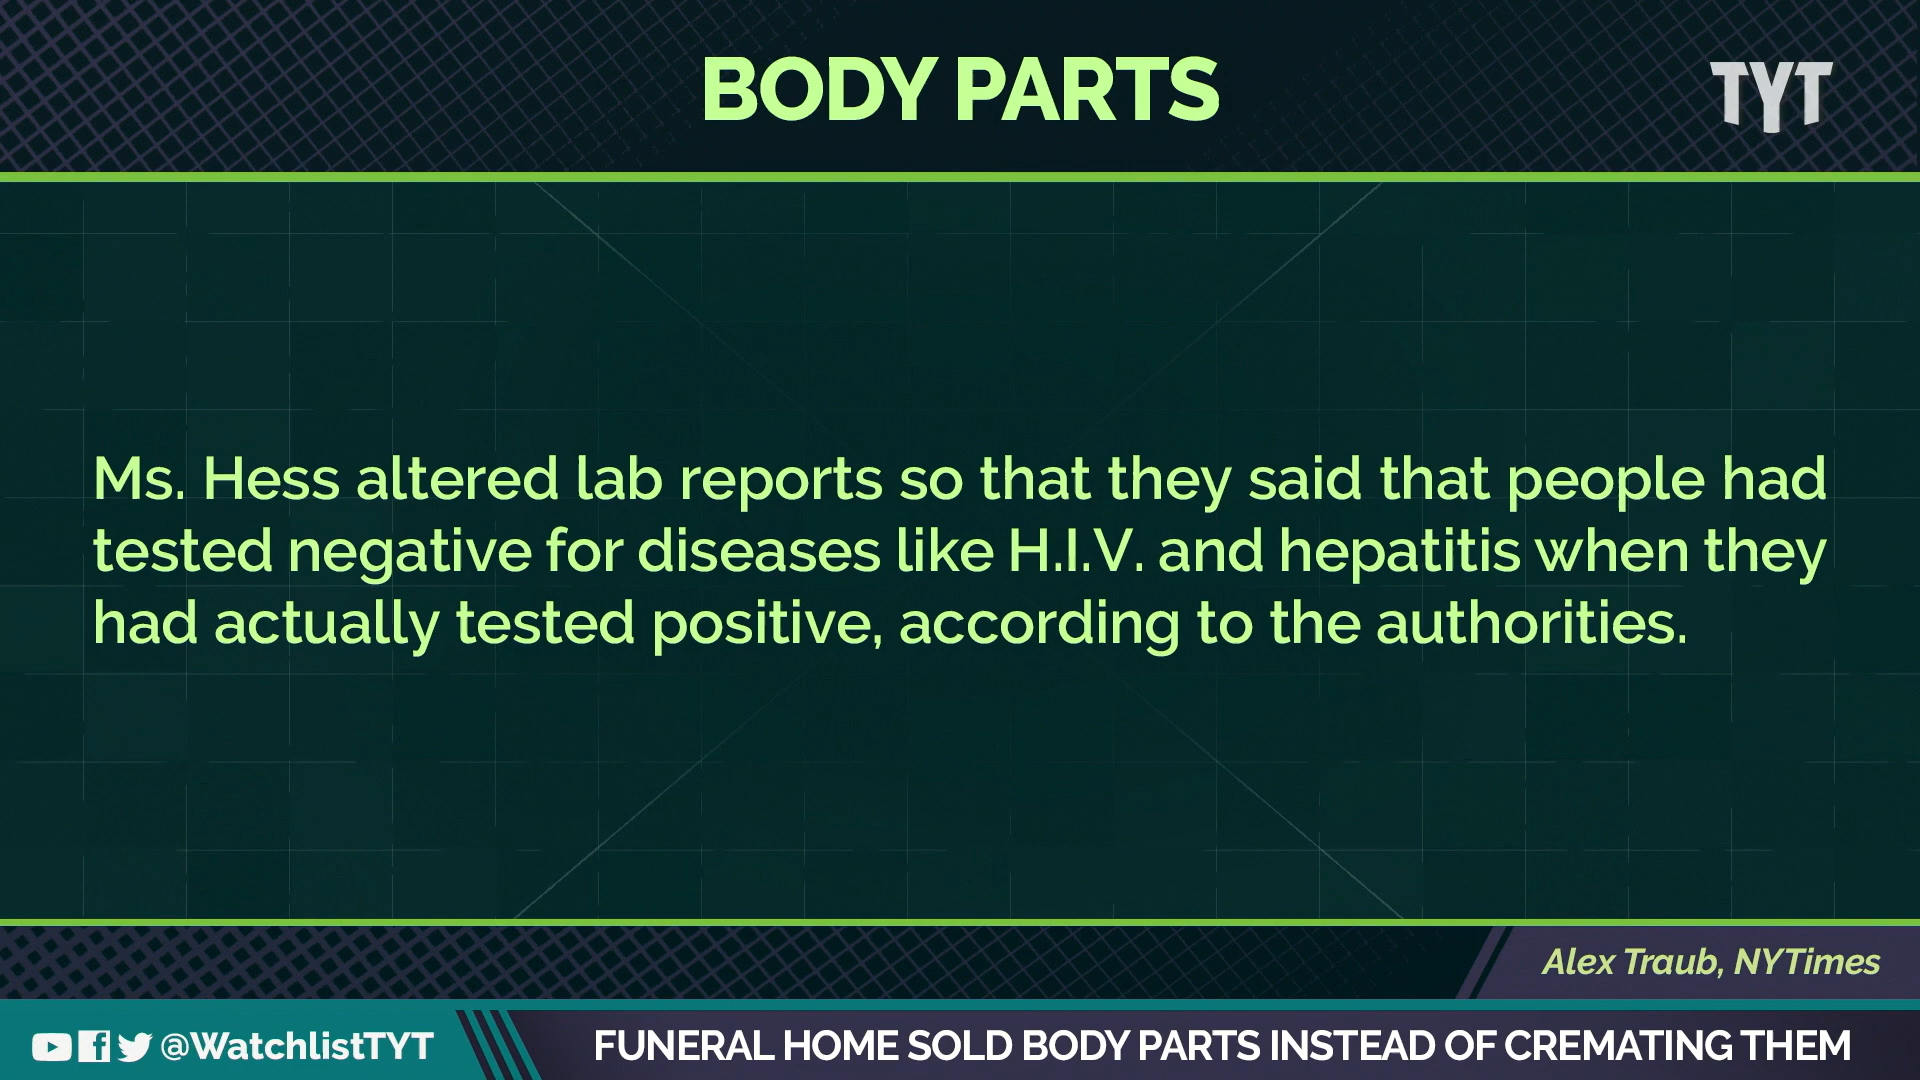 BODY PARTS
TYT
Ms. Hess altered lab reports so that they said that people had
tested negative for diseases like H.I.V. and hepatitis when they
had actually tested positive, according to the authorities.
Alex Traub, NYTimes
@WatchlistTYT
FUNERAL HOME SOLD BODY PARTS INSTEAD OF CREMATING THEM